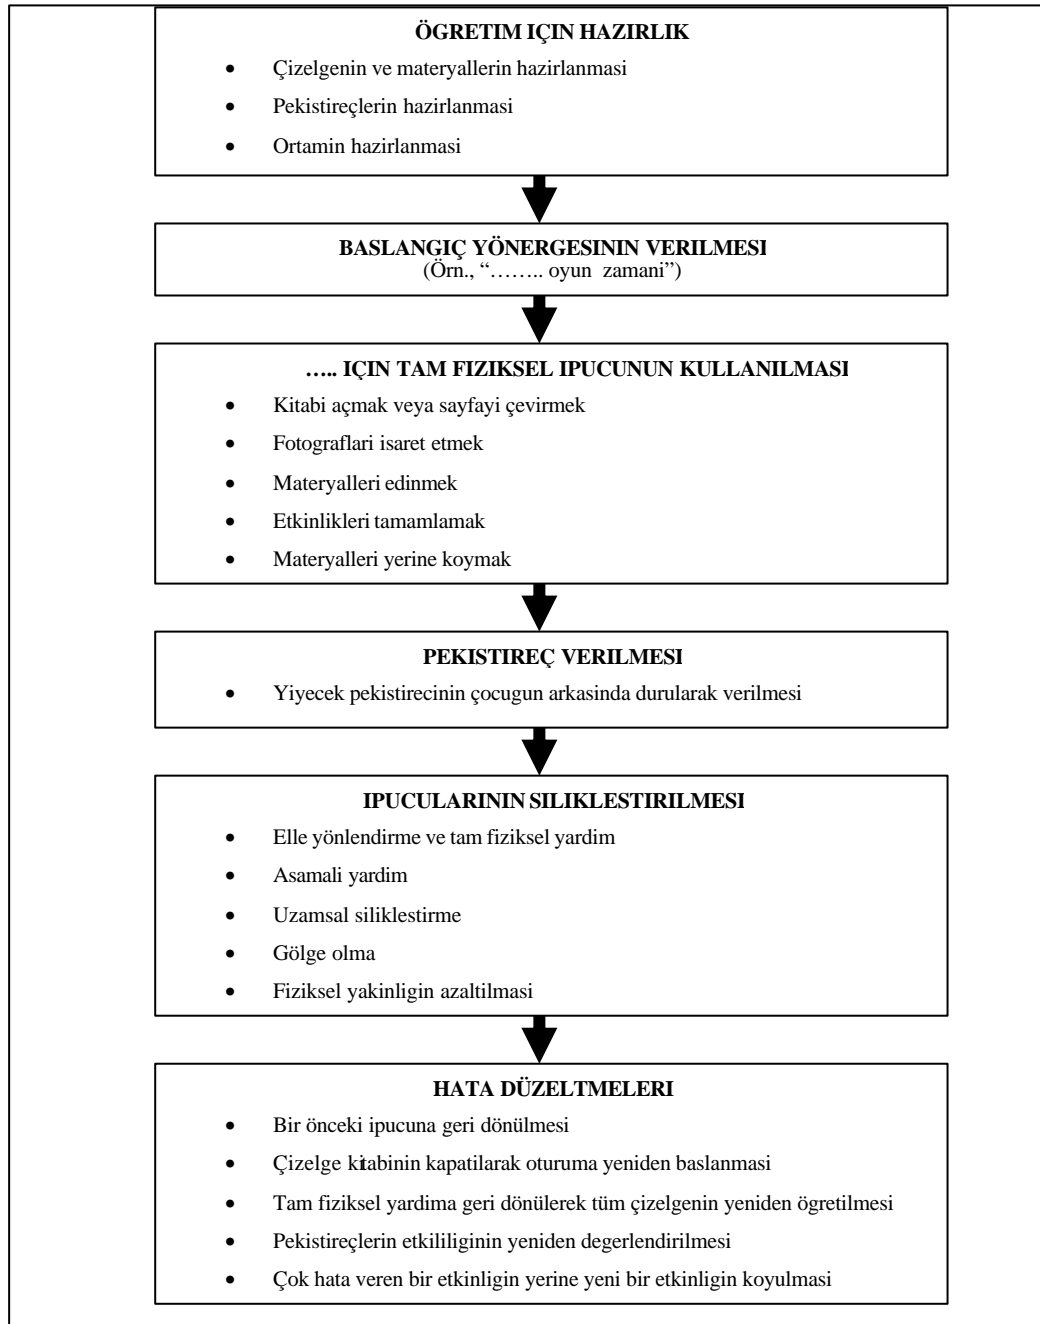 ÖGRETIM IÇIN HAZIRLIK
• Çizelgenin ve materyallerin hazirlanmasi
• Pekistireçlerin hazirlanmasi
• Ortamin hazirlanmasi
BASLANGIÇ YÖNERGESININ VERILMESI
(Örn., “…….. oyun zamani”)
….. IÇIN TAM FIZIKSEL IPUCUNUN KULLANILMASI
• Kitabi açmak veya sayfayi çevirmek
• Fotograflari isaret etmek
• Materyalleri edinmek
• Etkinlikleri tamamlamak
• Materyalleri yerine koymak
PEKISTIREÇ VERILMESI
• Yiyecek pekistirecinin çocugun arkasinda durularak verilmesi
IPUCULARININ SILIKLESTIRILMESI
• Elle yönlendirme ve tam fiziksel yardim
• Asamali yardim
• Uzamsal siliklestirme
• Gölge olma
• Fiziksel yakinligin azaltilmasi
HATA DÜZELTMELERI
• Bir önceki ipucuna geri dönülmesi
• Çizelge kitabinin kapatilarak oturuma yeniden baslanmasi
• Tam fiziksel yardima geri dönülerek tüm çizelgenin yeniden ögretilmesi
• Pekistireçlerin etkililiginin yeniden degerlendirilmesi
• Çok hata veren bir etkinligin yerine yeni bir etkinligin koyulmasi